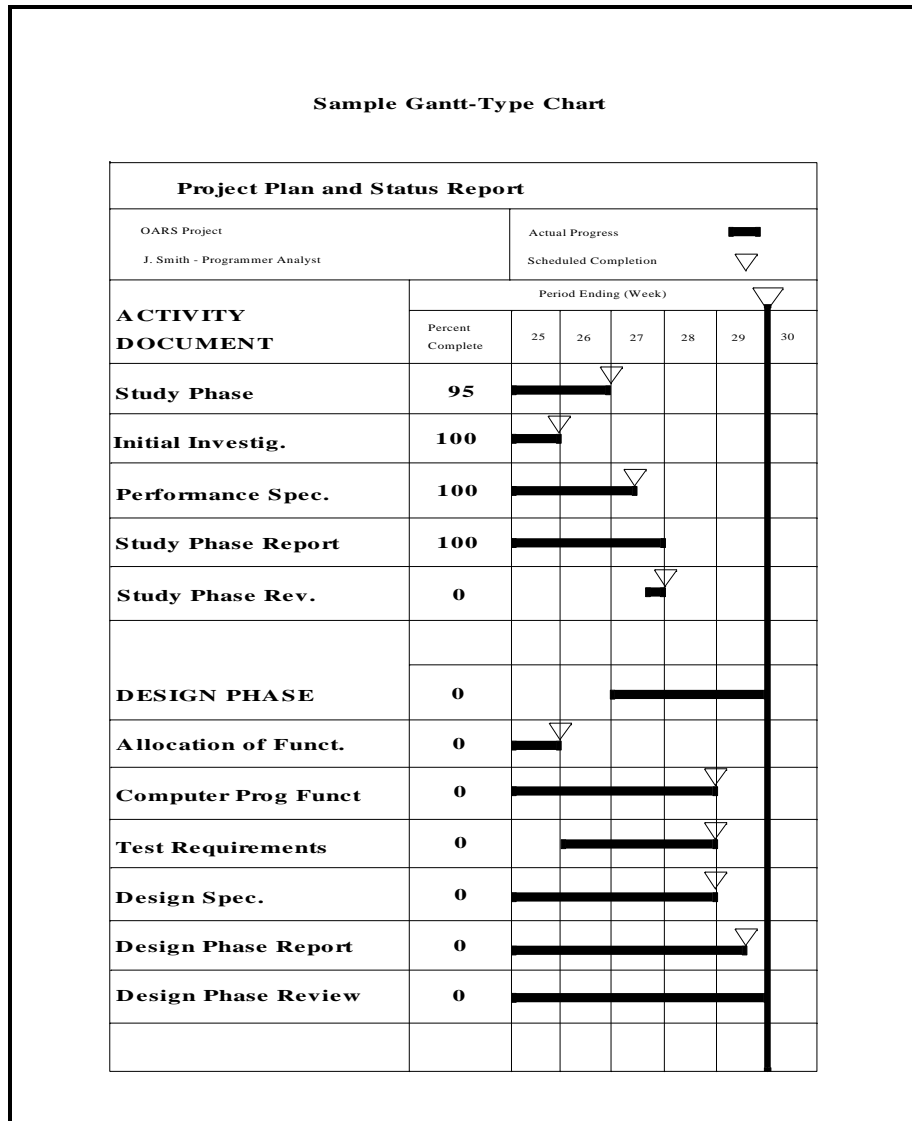 Sample Gantt-Type Chart
Project Plan and Status Report
OARS Project
J. Smith - Programmer Analyst
Actual Progress
Scheduled Completion
ACTIVITY
DOCUMENT
Period Ending (Week)
Percent
Complete
25 26 27 28 29 30
Study Phase 95
Initial Investig. 100
Performance Spec. 100
Study Phase Report 100
Study Phase Rev. 0
DESIGN PHASE 0
Allocation of Funct. 0
Computer Prog Funct 0
Test Requirements 0
Design Spec. 0
Design Phase Report 0
Design Phase Review 0